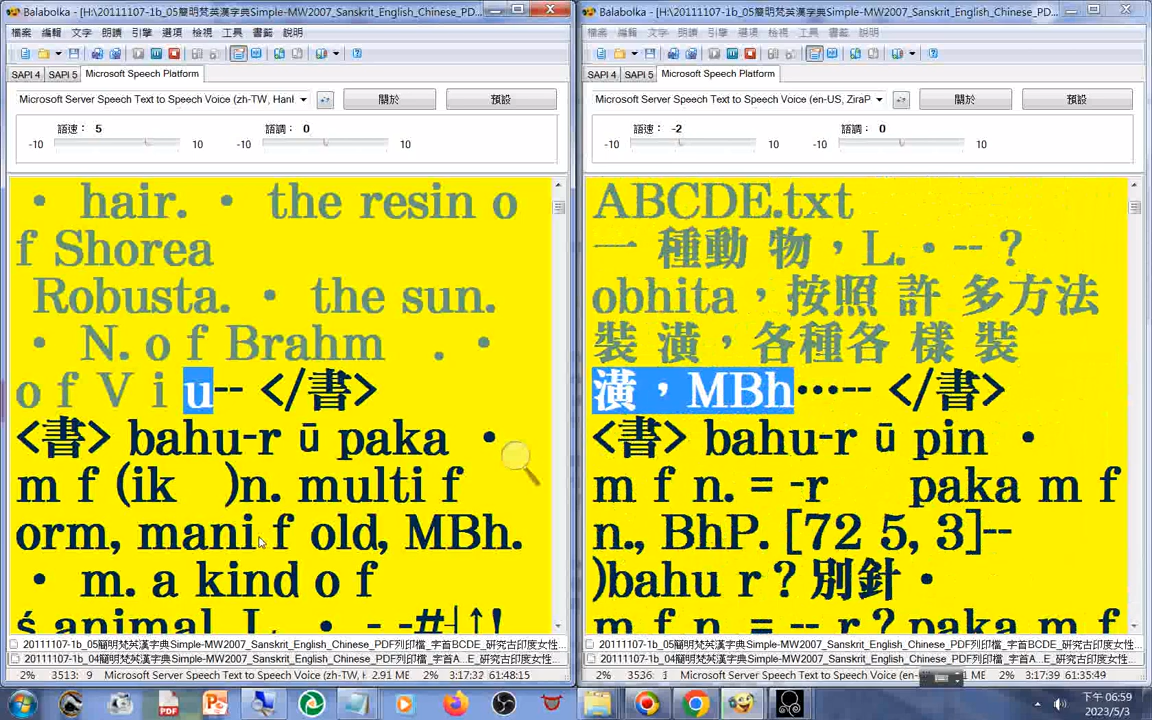 Balabolka - [H:\20111107-1b_05簡明梵英漢字典Simple-MW2007_Sanskrit_English_Chinese_PD...
檔案 編輯 文字 朗讀 引擎 選項 檢視 工具 書籤 說明
SAPI 4 SAPI 5 Microsoft Speech Platform
Microsoft Server Speech Text to Speech Voice (zh-TW, Hanl 關於 預設
語速： 5 語調： 0
-10 10 -10 10
• hair. • the resin o
f Shorea
Robusta. • the sun.
• N. o f Brahm . •
o f V i u-- </書>
<書> bahu-r ū paka •
m f (ik )n. multi f
orm, mani f old, MBh.
• m. a kind o f
ś animal, L. • - -#┤↑!
20111107-1b_05簡明梵英漢字典Simple-MW2007_Sanskrit_English_Chinese_PDF列印檔_字首BCDE_研究古印度女性...
20111107-1b_04簡明梵英漢字典Simple-MW2007_Sanskrit_English_Chinese_PDF列印檔_字首A...E_研究古印度女性...
2% 3513: 9 Microsoft Server Speech Text to Speech Voice (zh-TW, H 2.91 ME 2% 3:17:32 61:48:15
Balabolka - [H:\20111107-1b_05簡明梵英漢字典Simple-MW2007_Sanskrit_English_Chinese_PD...
檔案 編輯 文字 朗讀 引擎 選項 檢視 工具 書籤 說明
SAPI 4 SAPI 5 Microsoft Speech Platform
Microsoft Server Speech Text to Speech Voice (en-US, ZiraP 關於 預設
語速： -2 語調： 0
-10 10 -10 10
ABCDE.txt
一 種動 物，L.•--？
obhita，按照 許 多方法
裝 潢，各種各 樣 裝
潢，MBh•••-- </書>
<書> bahu-r ū pin •
m f n. = -r paka m f
n., BhP. [72 5, 3]--
)bahu r？別針•
m f n. = -- r？paka m f
20111107-1b_05簡明梵英漢字典Simple-MW2007_Sanskrit_English_Chinese_PDF列印檔_字首BCDE_研究古印度女性...
20111107-1b_04簡明梵英漢字典Simple-MW2007_Sanskrit_English_Chinese_PDF列印檔_字首A...E_研究古印度女性...
2% 3536: Microsoft Server Speech Text to Speech Voice (en-US, 2% 3:17:39 61:35:49
PDF
下午 06:59
2023/5/3